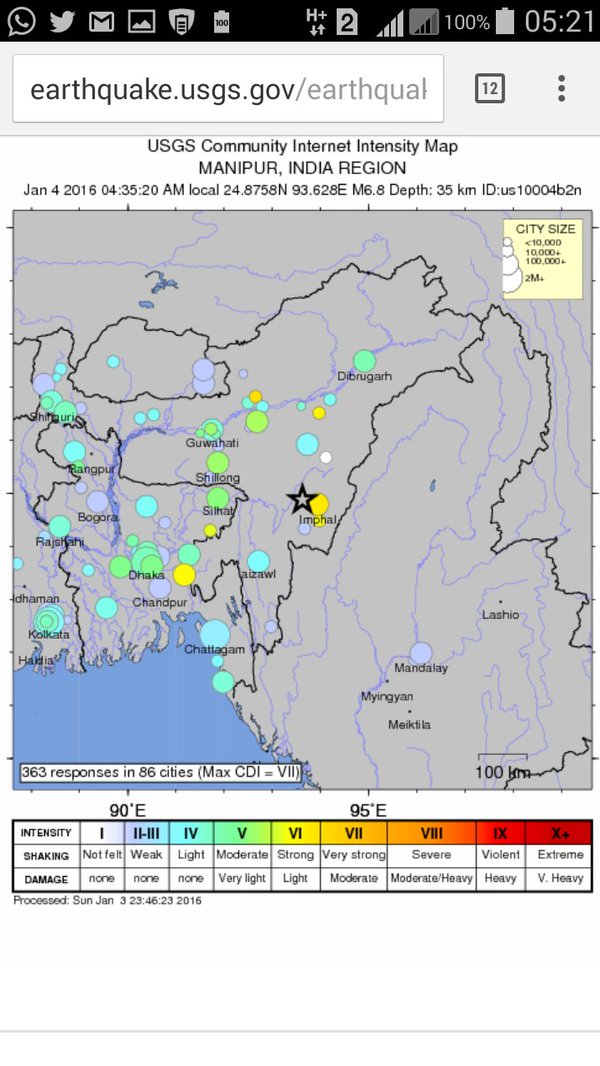 100
H+
2
100%
05:21
earthquake.usgs.gov/earthqual
12
USGS Community Internet Intensity Map
MANIPUR, INDIA REGION
Jan 4 2016 04:35:20 AM local 24.8758N 93.628E M6.8 Depth: 35 km ID:us10004b2n
CITY SIZE
<10,000
10,000+
100,000+
2M+
Dibrugarh
Shiliguri
Guwahati
Rangpur
Shillong
Bogora
Silhat
Imphal
Rajshahi
Dhaka
aizawl
dhaman
Chandpur
Lashio
Kolkata
Chattagam
Haldia
Mandalay
Myingyan
Meiktila
363 responses in 86 cities (Max CDI = VII)
100 km
90°E 95°E
INTENSITY I II-III IV V VI VII VIII IX X+
SHAKING Not felt Weak Light Moderate Strong Very strong Severe Violent Extreme
DAMAGE none none none Very light Light Moderate Moderate/Heavy Heavy V. Heavy
Processed: Sun Jan 3 23:46:23 2016